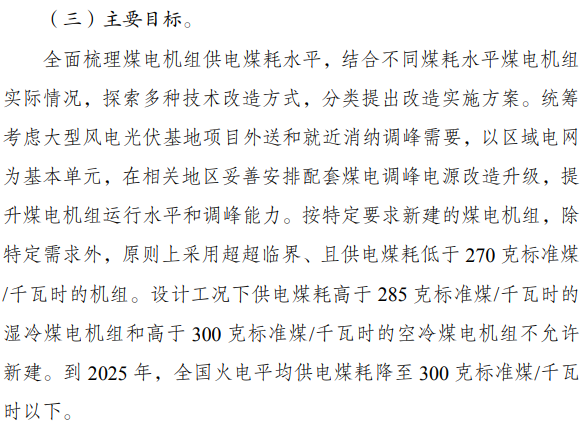 （三）主要目标。
全面梳理煤电机组供电煤耗水平，结合不同煤耗水平煤电机组
实际情况，探索多种技术改造方式，分类提出改造实施方案。统筹
考虑大型风电光伏基地项目外送和就近消纳调峰需要，以区域电网
为基本单元，在相关地区妥善安排配套煤电调峰电源改造升级，提
升煤电机组运行水平和调峰能力。按特定要求新建的煤电机组，除
特定需求外，原则上采用超超临界、且供电煤耗低于 270 克标准煤
/千瓦时的机组。设计工况下供电煤耗高于 285 克标准煤/千瓦时的
湿冷煤电机组和高于 300 克标准煤/千瓦时的空冷煤电机组不允许
新建。到 2025 年，全国火电平均供电煤耗降至 300 克标准煤/千瓦
时以下。